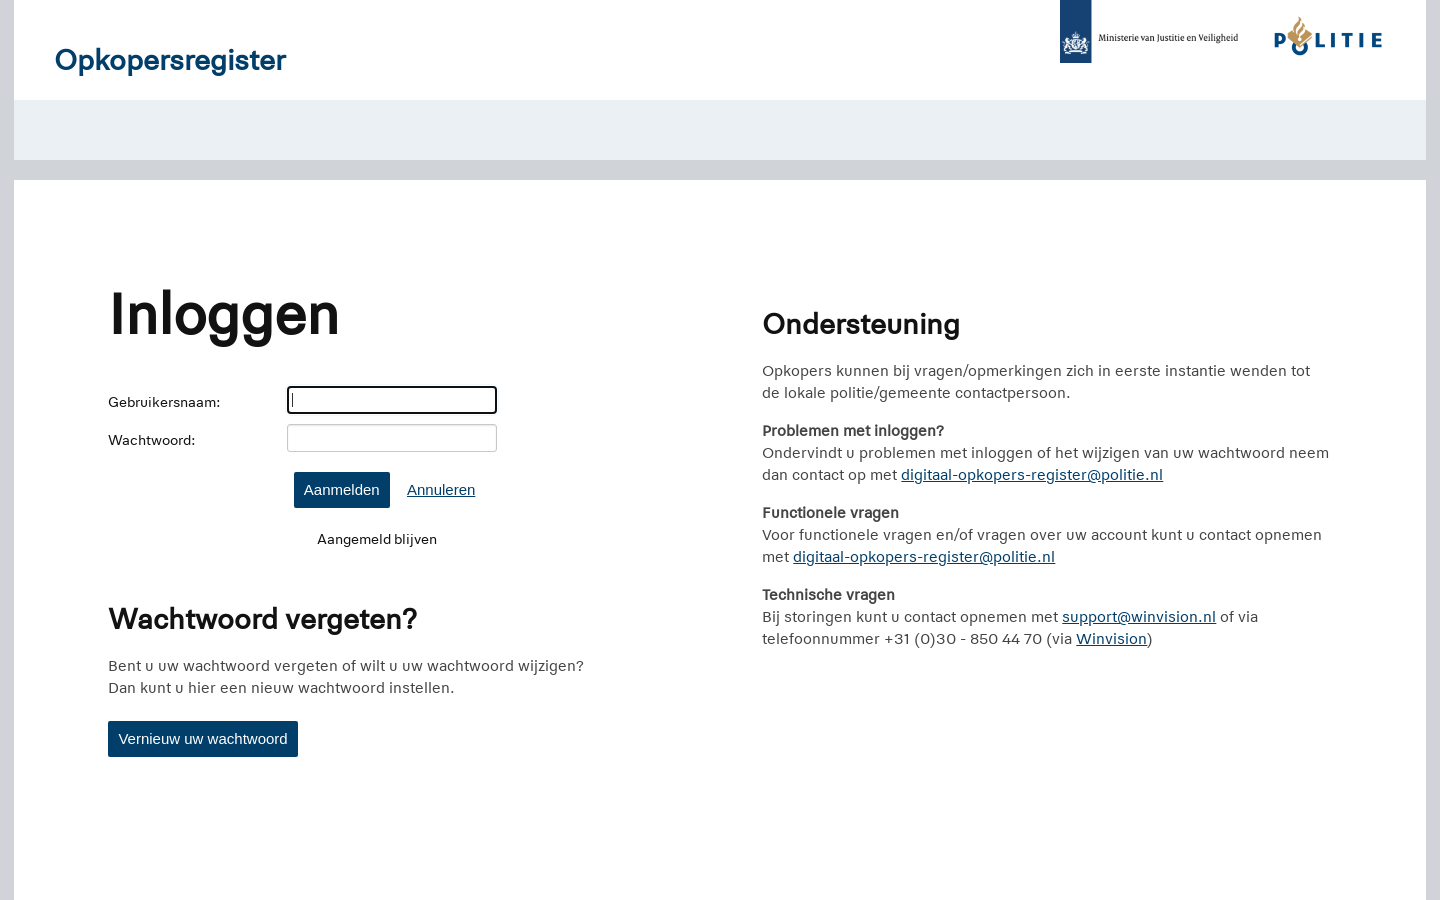 Opkopersregister
Ministerie van Justitie en Veiligheid
POLITIE
Inloggen
Gebruikersnaam:
Wachtwoord:
Aanmelden
Annuleren
Aangemeld blijven
Wachtwoord vergeten?
Bent u uw wachtwoord vergeten of wilt u uw wachtwoord wijzigen?
Dan kunt u hier een nieuw wachtwoord instellen.
Vernieuw uw wachtwoord
Ondersteuning
Opkopers kunnen bij vragen/opmerkingen zich in eerste instantie wenden tot
de lokale politie/gemeente contactpersoon.
Problemen met inloggen?
Ondervindt u problemen met inloggen of het wijzigen van uw wachtwoord neem
dan contact op met digitaal-opkopers-register@politie.nl
Functionele vragen
Voor functionele vragen en/of vragen over uw account kunt u contact opnemen
met digitaal-opkopers-register@politie.nl
Technische vragen
Bij storingen kunt u contact opnemen met support@winvision.nl of via
telefoonnummer +31 (0)30 - 850 44 70 (via Winvision)